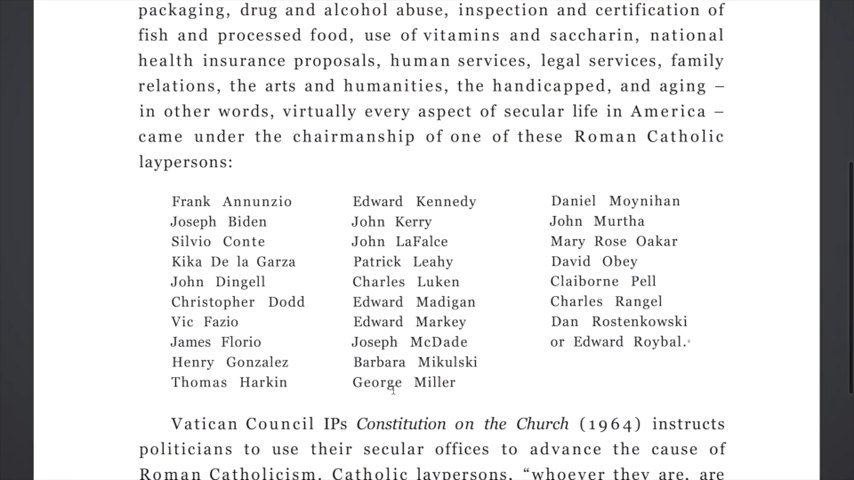 packaging, drug and alcohol abuse, inspection and certification of
fish and processed food, use of vitamins and saccharin, national
health insurance proposals, human services, legal services, family
relations, the arts and humanities, the handicapped, and aging –
in other words, virtually every aspect of secular life in America –
came under the chairmanship of one of these Roman Catholic
laypersons:
Frank Annunzio
Joseph Biden
Silvio Conte
Kika De la Garza
John Dingell
Christopher Dodd
Vic Fazio
James Florio
Henry Gonzalez
Thomas Harkin
Edward Kennedy
John Kerry
John LaFalce
Patrick Leahy
Charles Luken
Edward Madigan
Edward Markey
Joseph McDade
Barbara Mikulski
George Miller
Daniel Moynihan
John Murtha
Mary Rose Oakar
David Obey
Claiborne Pell
Charles Rangel
Dan Rostenkowski
or Edward Roybal.
Vatican Council IPs Constitution on the Church (1964) instructs
politicians to use their secular offices to advance the cause of
Roman Catholicism. Catholic laypersons, “whoever they are, are